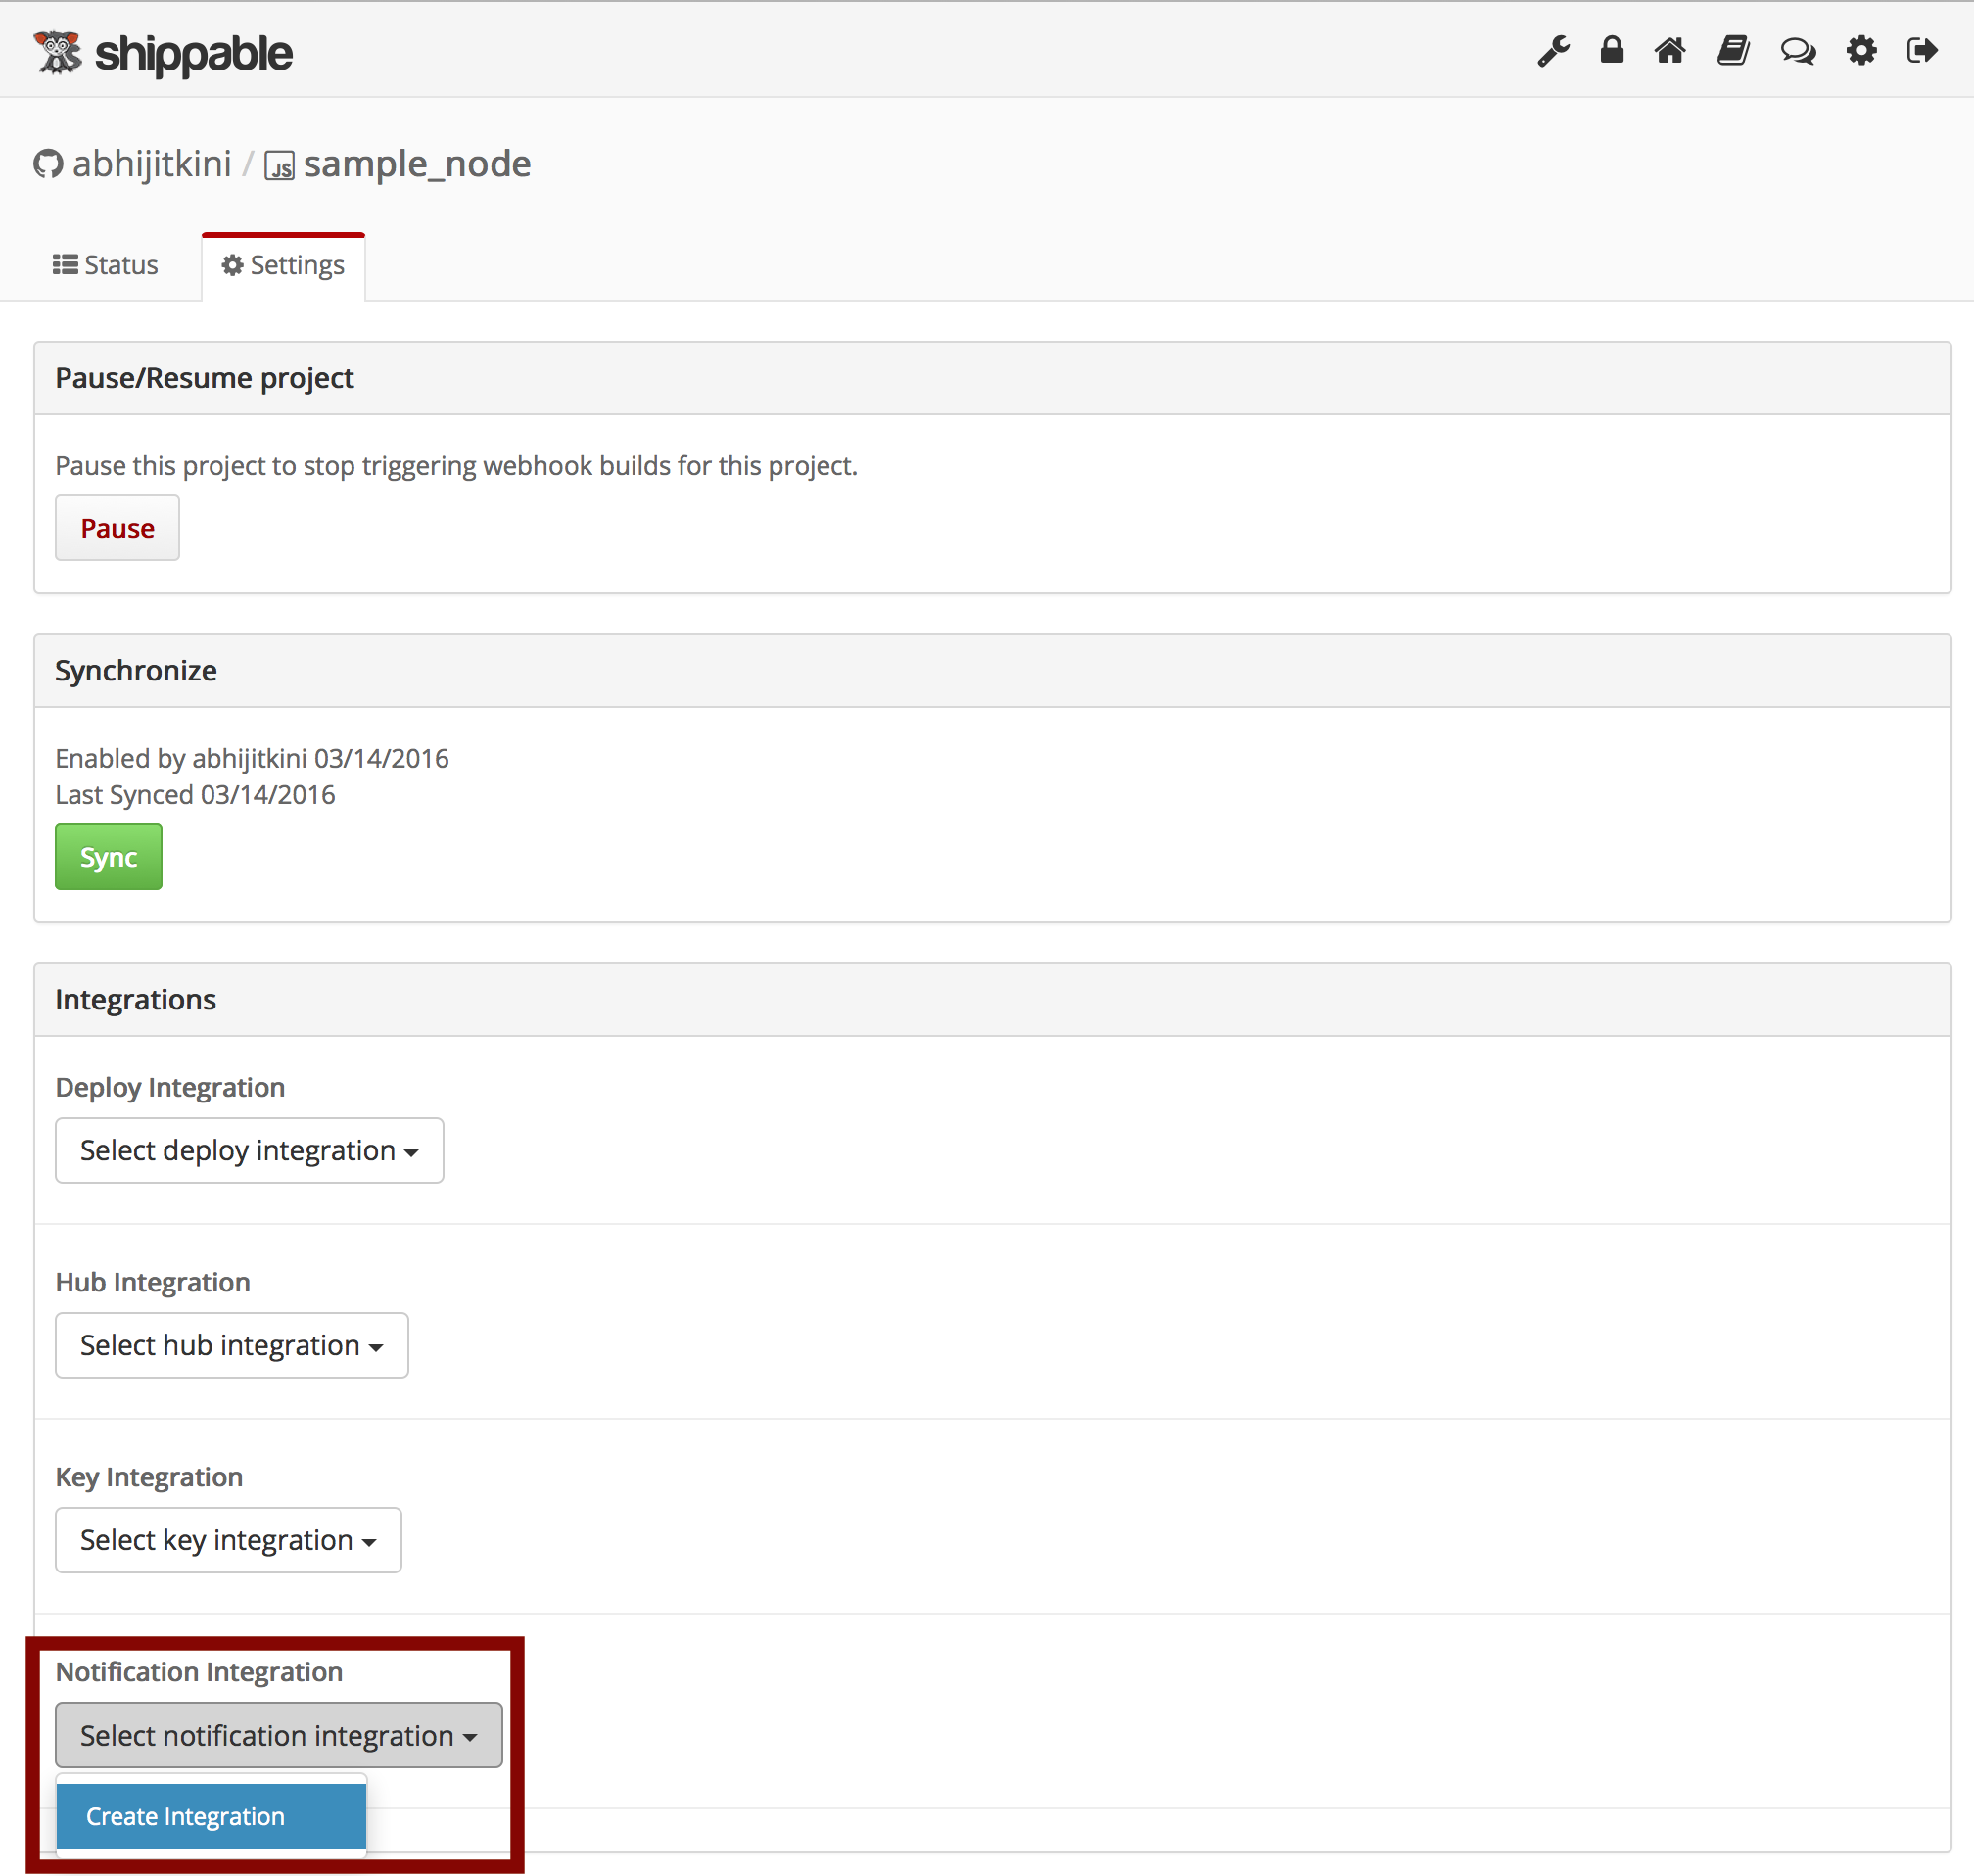 shippable
abhijitkini / JS sample_node
Status Settings
Pause/Resume project
Pause this project to stop triggering webhook builds for this project.
Pause
Synchronize
Enabled by abhijitkini 03/14/2016
Last Synced 03/14/2016
Sync
Integrations
Deploy Integration
Select deploy integration
Hub Integration
Select hub integration
Key Integration
Select key integration
Notification Integration
Select notification integration
Create Integration